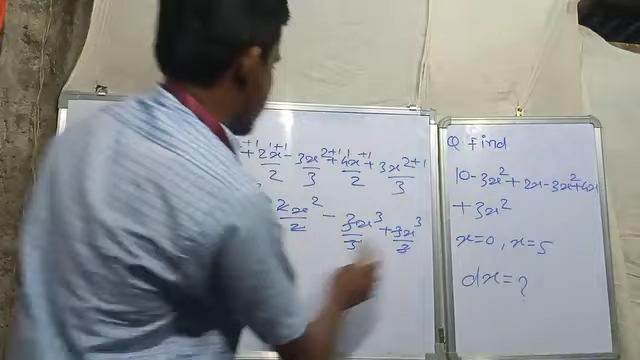 +1 + 2x^{1+1}/2 - 3x^{2+1}/3 + 4x^{1+1}/2 + 3x^{2+1}/3
2x^2/2 - 3x^3/3 + 3x^3/3
Q Find
10-3x^2+2x-3x^2+4x
+3x^2
x=0, x=5
dx=?